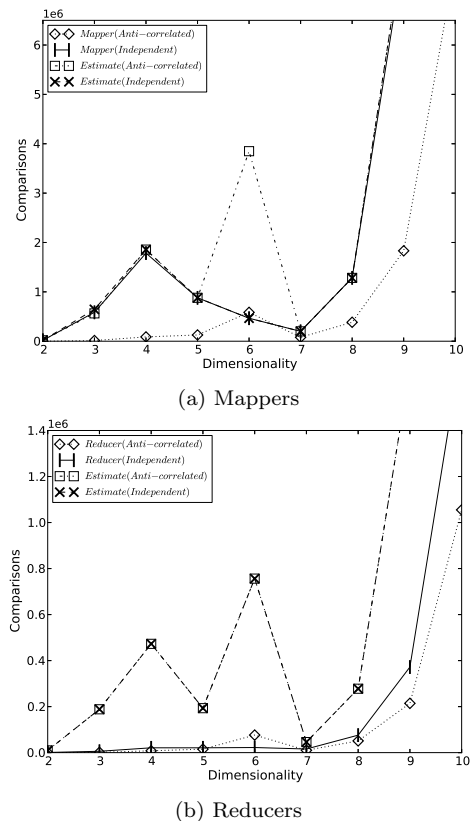 1e6
6
5
4
3
2
1
0
Comparisons
Mapper(Anti−correlated)
Mapper(Independent)
Estimate(Anti−correlated)
Estimate(Independent)
2 3 4 5 6 7 8 9 10
Dimensionality
(a) Mappers
1e6
1.4
1.2
1.0
0.8
0.6
0.4
0.2
0.0
Comparisons
Reducer(Anti−correlated)
Reducer(Independent)
Estimate(Anti−correlated)
Estimate(Independent)
2 3 4 5 6 7 8 9 10
Dimensionality
(b) Reducers